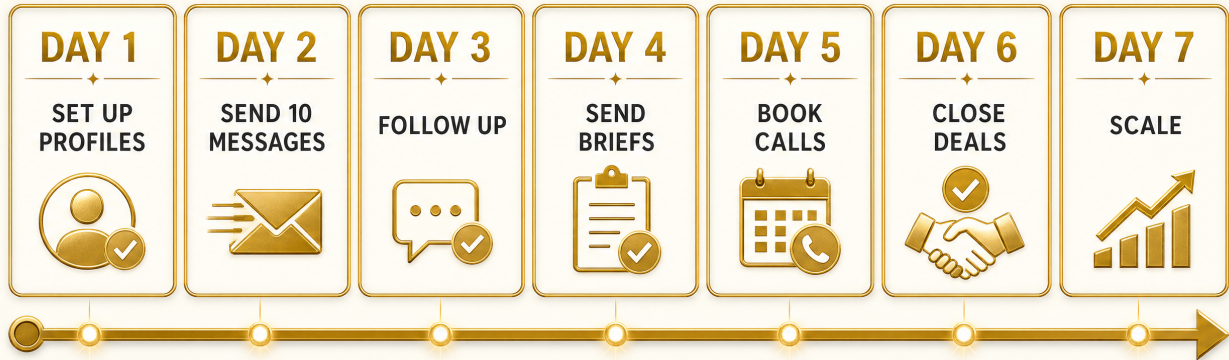 DAY 1
SET UP
PROFILES
DAY 2
SEND 10
MESSAGES
DAY 3
FOLLOW UP
DAY 4
SEND
BRIEFS
DAY 5
BOOK
CALLS
DAY 6
CLOSE
DEALS
DAY 7
SCALE